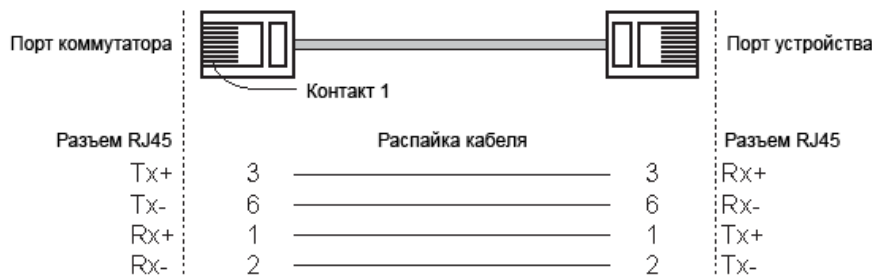 Порт коммутатора Порт устройства
Контакт 1
Разъем RJ45 Распайка кабеля Разъем RJ45
Tx+ 3 3 Rx+
Tx- 6 6 Rx-
Rx+ 1 1 Tx+
Rx- 2 2 Tx-